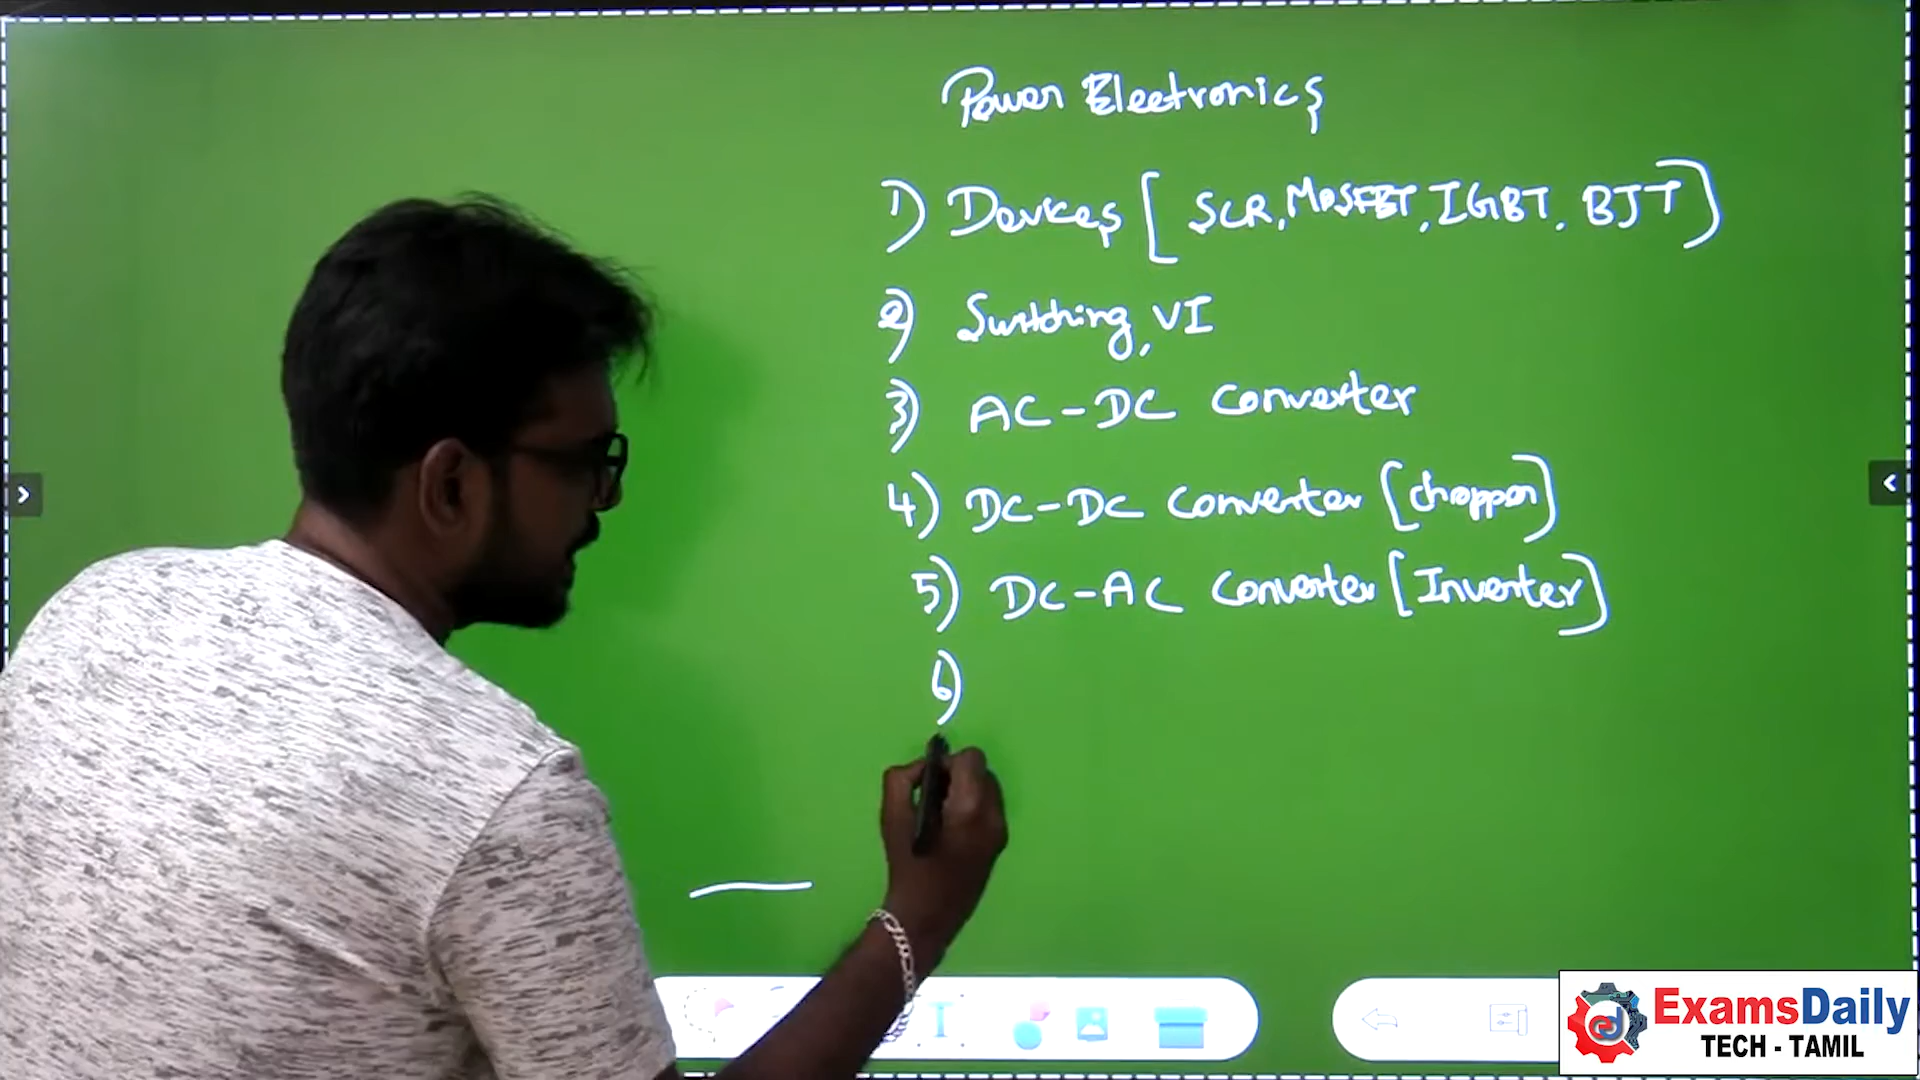 Power Electronics
1) Devices [ SCR, MOSFET, IGBT, BJT ]
2) Switching, VI
3) AC-DC Converter
4) DC-DC Converter [Chopper]
5) DC-AC Converter [Inverter]
6)
ExamsDaily
TECH - TAMIL